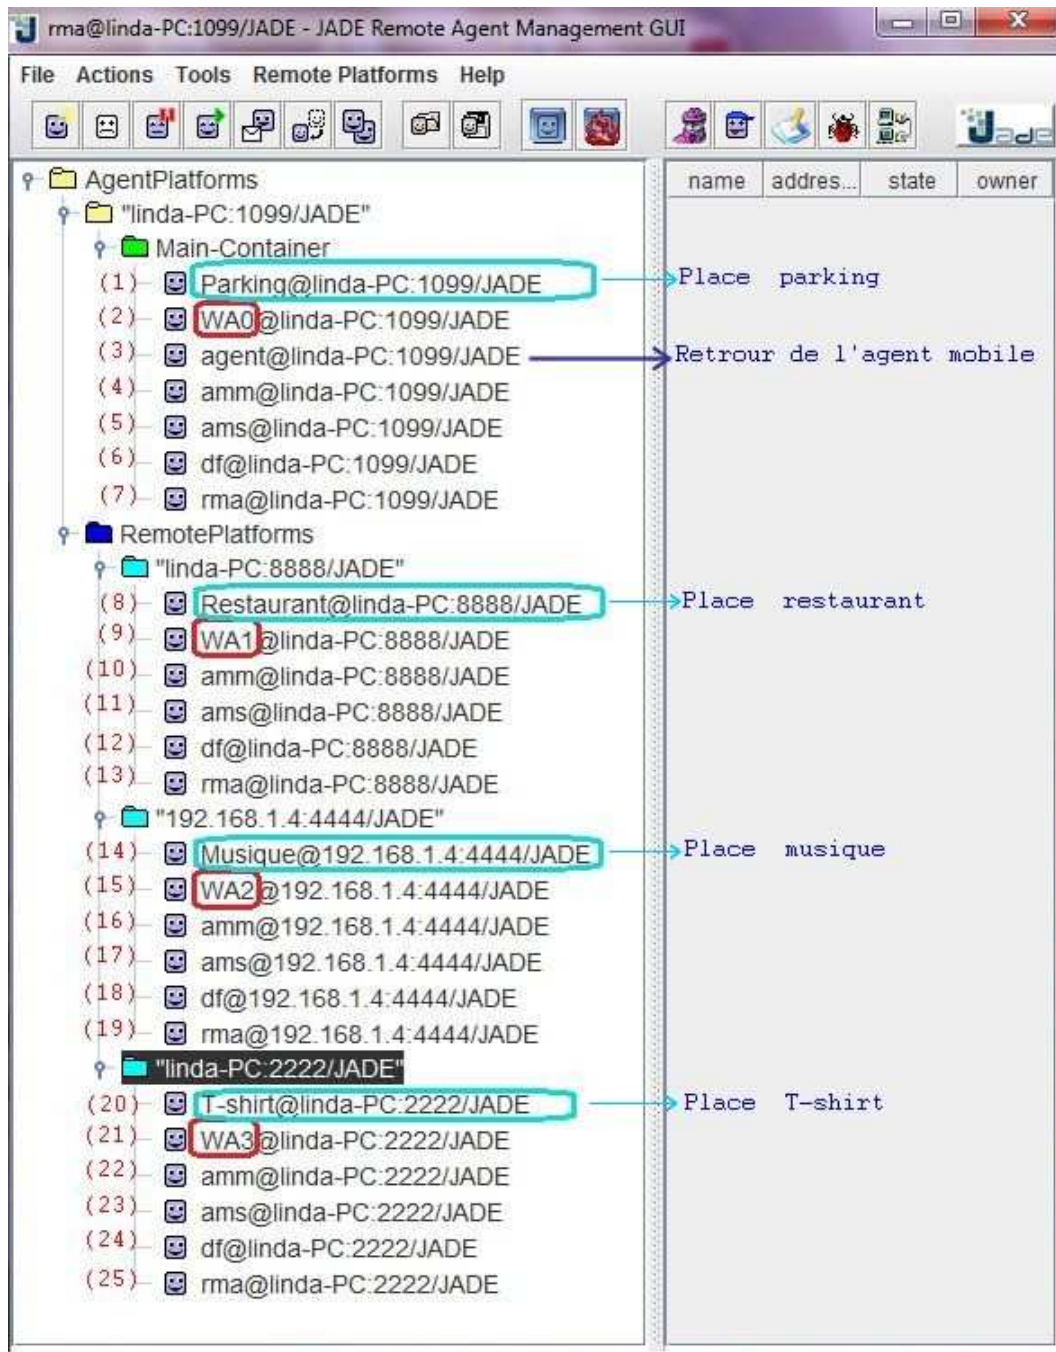 rma@linda-PC:1099/JADE - JADE Remote Agent Management GUI
File Actions Tools Remote Platforms Help
Jade
AgentPlatforms
name addres... state owner
"linda-PC:1099/JADE"
Main-Container
(1) Parking@linda-PC:1099/JADE Place parking
(2) WA0@linda-PC:1099/JADE
(3) agent@linda-PC:1099/JADE Retrour de l'agent mobile
(4) amm@linda-PC:1099/JADE
(5) ams@linda-PC:1099/JADE
(6) df@linda-PC:1099/JADE
(7) rma@linda-PC:1099/JADE
RemotePlatforms
"linda-PC:8888/JADE"
(8) Restaurant@linda-PC:8888/JADE Place restaurant
(9) WA1@linda-PC:8888/JADE
(10) amm@linda-PC:8888/JADE
(11) ams@linda-PC:8888/JADE
(12) df@linda-PC:8888/JADE
(13) rma@linda-PC:8888/JADE
"192.168.1.4:4444/JADE"
(14) Musique@192.168.1.4:4444/JADE Place musique
(15) WA2@192.168.1.4:4444/JADE
(16) amm@192.168.1.4:4444/JADE
(17) ams@192.168.1.4:4444/JADE
(18) df@192.168.1.4:4444/JADE
(19) rma@192.168.1.4:4444/JADE
"linda-PC:2222/JADE"
(20) T-shirt@linda-PC:2222/JADE Place T-shirt
(21) WA3@linda-PC:2222/JADE
(22) amm@linda-PC:2222/JADE
(23) ams@linda-PC:2222/JADE
(24) df@linda-PC:2222/JADE
(25) rma@linda-PC:2222/JADE